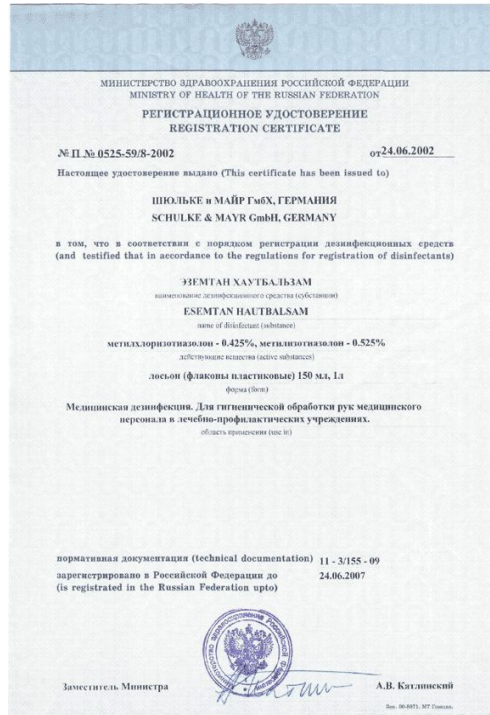 МИНИСТЕРСТВО ЗДРАВООХРАНЕНИЯ РОССИЙСКОЙ ФЕДЕРАЦИИ
MINISTRY OF HEALTH OF THE RUSSIAN FEDERATION
РЕГИСТРАЦИОННОЕ УДОСТОВЕРЕНИЕ
REGISTRATION CERTIFICATE
№ П № 0525-59/8-2002 от 24.06.2002
Настоящее удостоверение выдано (This certificate has been issued to)
ШЮЛЬКЕ и МАЙР ГмбХ, ГЕРМАНИЯ
SCHULKE & MAYR GmbH, GERMANY
в том, что в соответствии с порядком регистрации дезинфекционных средств
(and testified that in accordance to the regulations for registration of disinfectants)
ЭЗЕМТАН ХАУТБАЛЬЗАМ
наименование дезинфекционного средства (субстанции)
ESEMTAN HAUTBALSAM
name of disinfectant (substance)
метилхлоризотиазолон - 0.425%, метилизотиазолон - 0.525%
действующие вещества (active substances)
лосьон (флаконы пластиковые) 150 мл, 1л
форма (form)
Медицинская дезинфекция. Для гигиенической обработки рук медицинского
персонала в лечебно-профилактических учреждениях.
область применения (use in)
нормативная документация (technical documentation) 11 - 3/155 - 09
зарегистрировано в Российской Федерации до 24.06.2007
(is registrated in the Russian Federation upto)
Заместитель Министра А.В. Катлинский